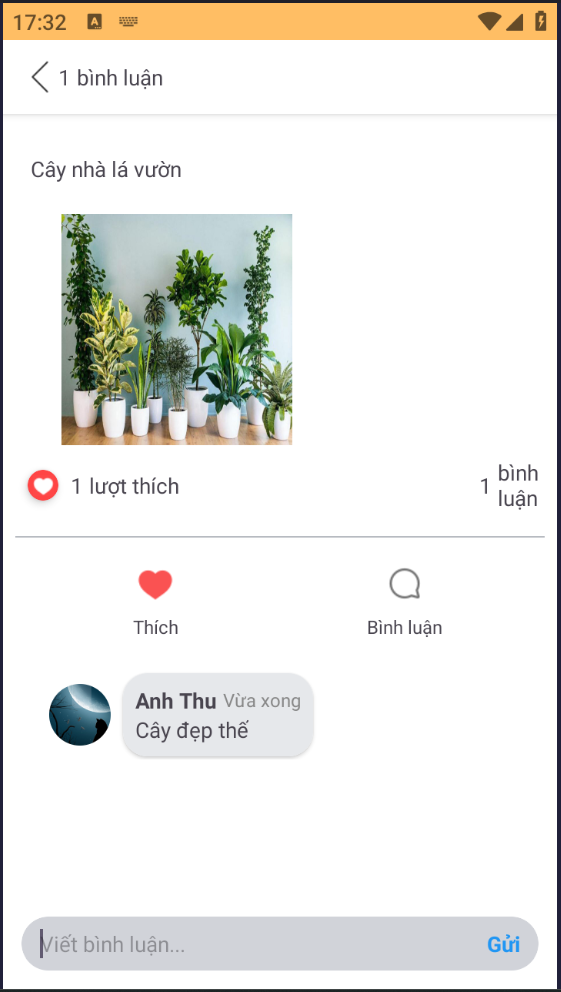 17:32
1 bình luận
Cây nhà lá vườn
1 lượt thích
1 bình
luận
Thích
Bình luận
Anh Thu Vừa xong
Cây đẹp thế
Viết bình luận...
Gửi